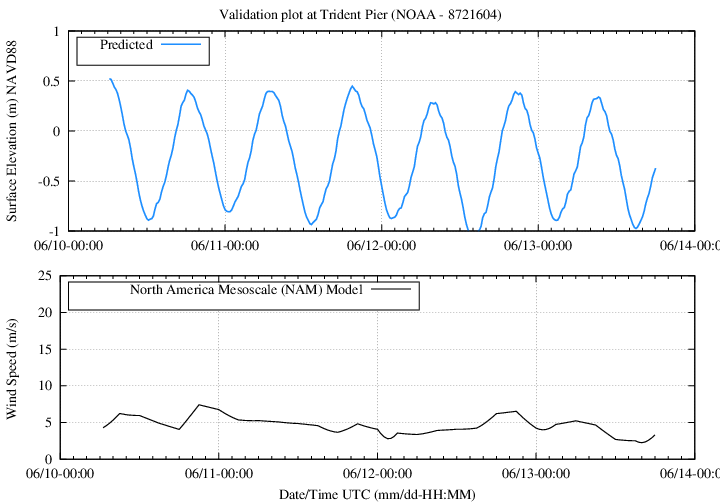 Validation plot at Trident Pier (NOAA - 8721604)
Surface Elevation (m) NAVD88
Predicted
1
0.5
0
-0.5
-1
06/10-00:00 06/11-00:00 06/12-00:00 06/13-00:00 06/14-00:00
Wind Speed (m/s)
North America Mesoscale (NAM) Model
25
20
15
10
5
0
06/10-00:00 06/11-00:00 06/12-00:00 06/13-00:00 06/14-00:00
Date/Time UTC (mm/dd-HH:MM)